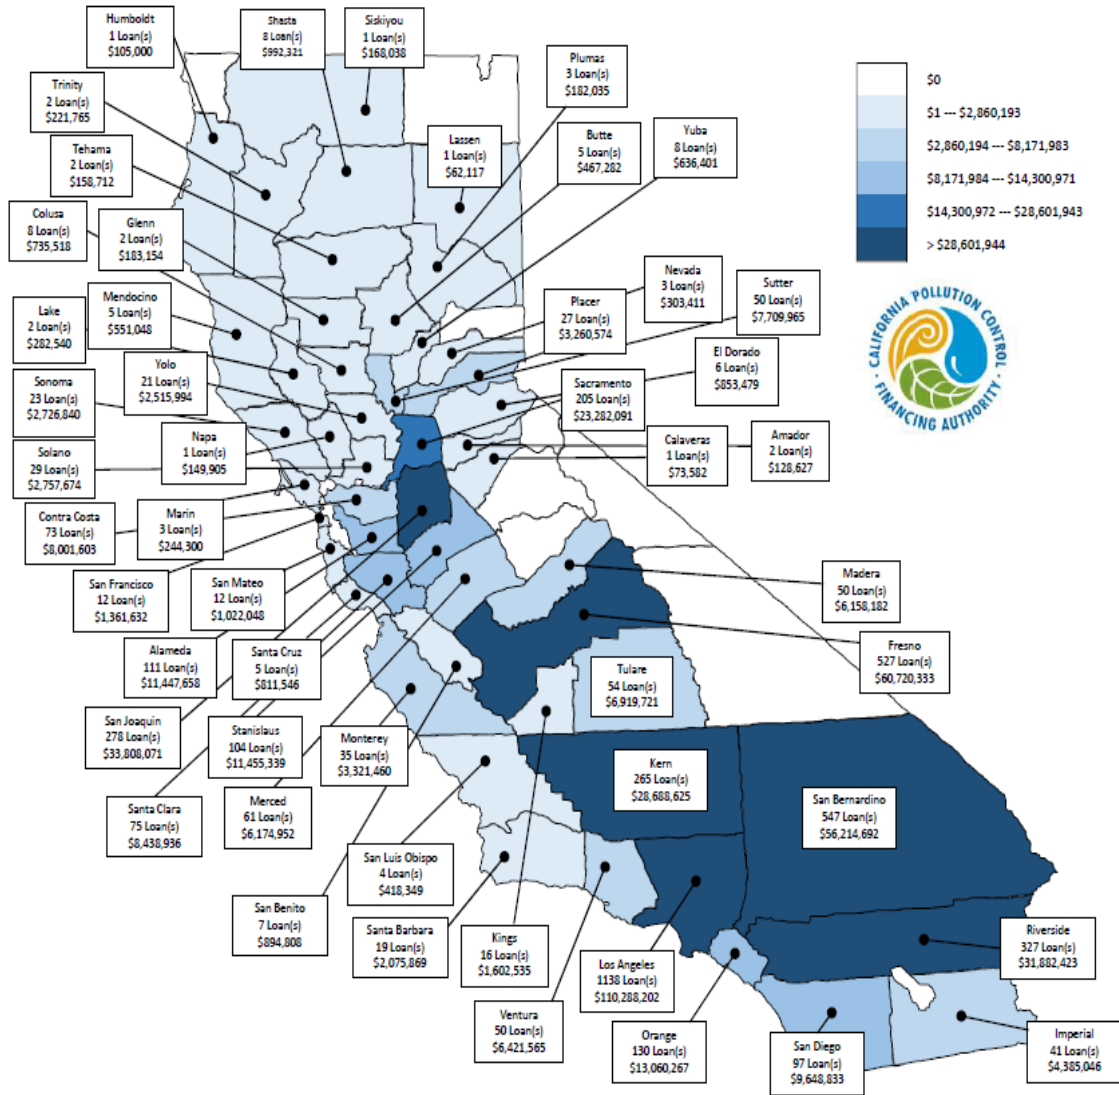 Humboldt
1 Loan(s)
$105,000
Shasta
8 Loan(s)
$992,321
Siskiyou
1 Loan(s)
$168,038
Plumas
3 Loan(s)
$182,035
Trinity
2 Loan(s)
$221,765
Lassen
1 Loan(s)
$62,117
Butte
5 Loan(s)
$467,282
Yuba
8 Loan(s)
$636,401
$0
$1 --- $2,860,193
$2,860,194 --- $8,171,983
$8,171,984 --- $14,300,971
$14,300,972 --- $28,601,943
> $28,601,944
Tehama
2 Loan(s)
$158,712
Colusa
8 Loan(s)
$735,518
Glenn
2 Loan(s)
$183,154
Nevada
3 Loan(s)
$303,411
Sutter
50 Loan(s)
$7,709,965
Lake
2 Loan(s)
$282,540
Mendocino
5 Loan(s)
$551,048
Placer
27 Loan(s)
$3,260,574
El Dorado
6 Loan(s)
$853,479
CALIFORNIA POLLUTION CONTROL
FINANCING AUTHORITY
Yolo
21 Loan(s)
$2,515,994
Sonoma
23 Loan(s)
$2,726,840
Sacramento
205 Loan(s)
$23,282,091
Napa
1 Loan(s)
$149,905
Solano
29 Loan(s)
$2,757,674
Calaveras
1 Loan(s)
$73,582
Amador
2 Loan(s)
$128,627
Contra Costa
73 Loan(s)
$8,001,603
Marin
3 Loan(s)
$244,300
San Francisco
12 Loan(s)
$1,361,632
San Mateo
12 Loan(s)
$1,022,048
Madera
50 Loan(s)
$6,158,182
Alameda
111 Loan(s)
$11,447,658
Santa Cruz
5 Loan(s)
$811,546
Fresno
527 Loan(s)
$60,720,333
Tulare
54 Loan(s)
$6,919,721
San Joaquin
278 Loan(s)
$33,808,071
Stanislaus
104 Loan(s)
$11,455,339
Monterey
35 Loan(s)
$3,321,460
Kern
265 Loan(s)
$28,688,625
San Bernardino
547 Loan(s)
$56,214,692
Santa Clara
75 Loan(s)
$8,438,936
Merced
61 Loan(s)
$6,174,952
San Luis Obispo
4 Loan(s)
$418,349
San Benito
7 Loan(s)
$894,808
Santa Barbara
19 Loan(s)
$2,075,869
Kings
16 Loan(s)
$1,602,535
Los Angeles
1138 Loan(s)
$110,288,202
Riverside
327 Loan(s)
$31,882,423
Ventura
50 Loan(s)
$6,421,565
Orange
130 Loan(s)
$13,060,267
San Diego
97 Loan(s)
$9,648,833
Imperial
41 Loan(s)
$4,385,046